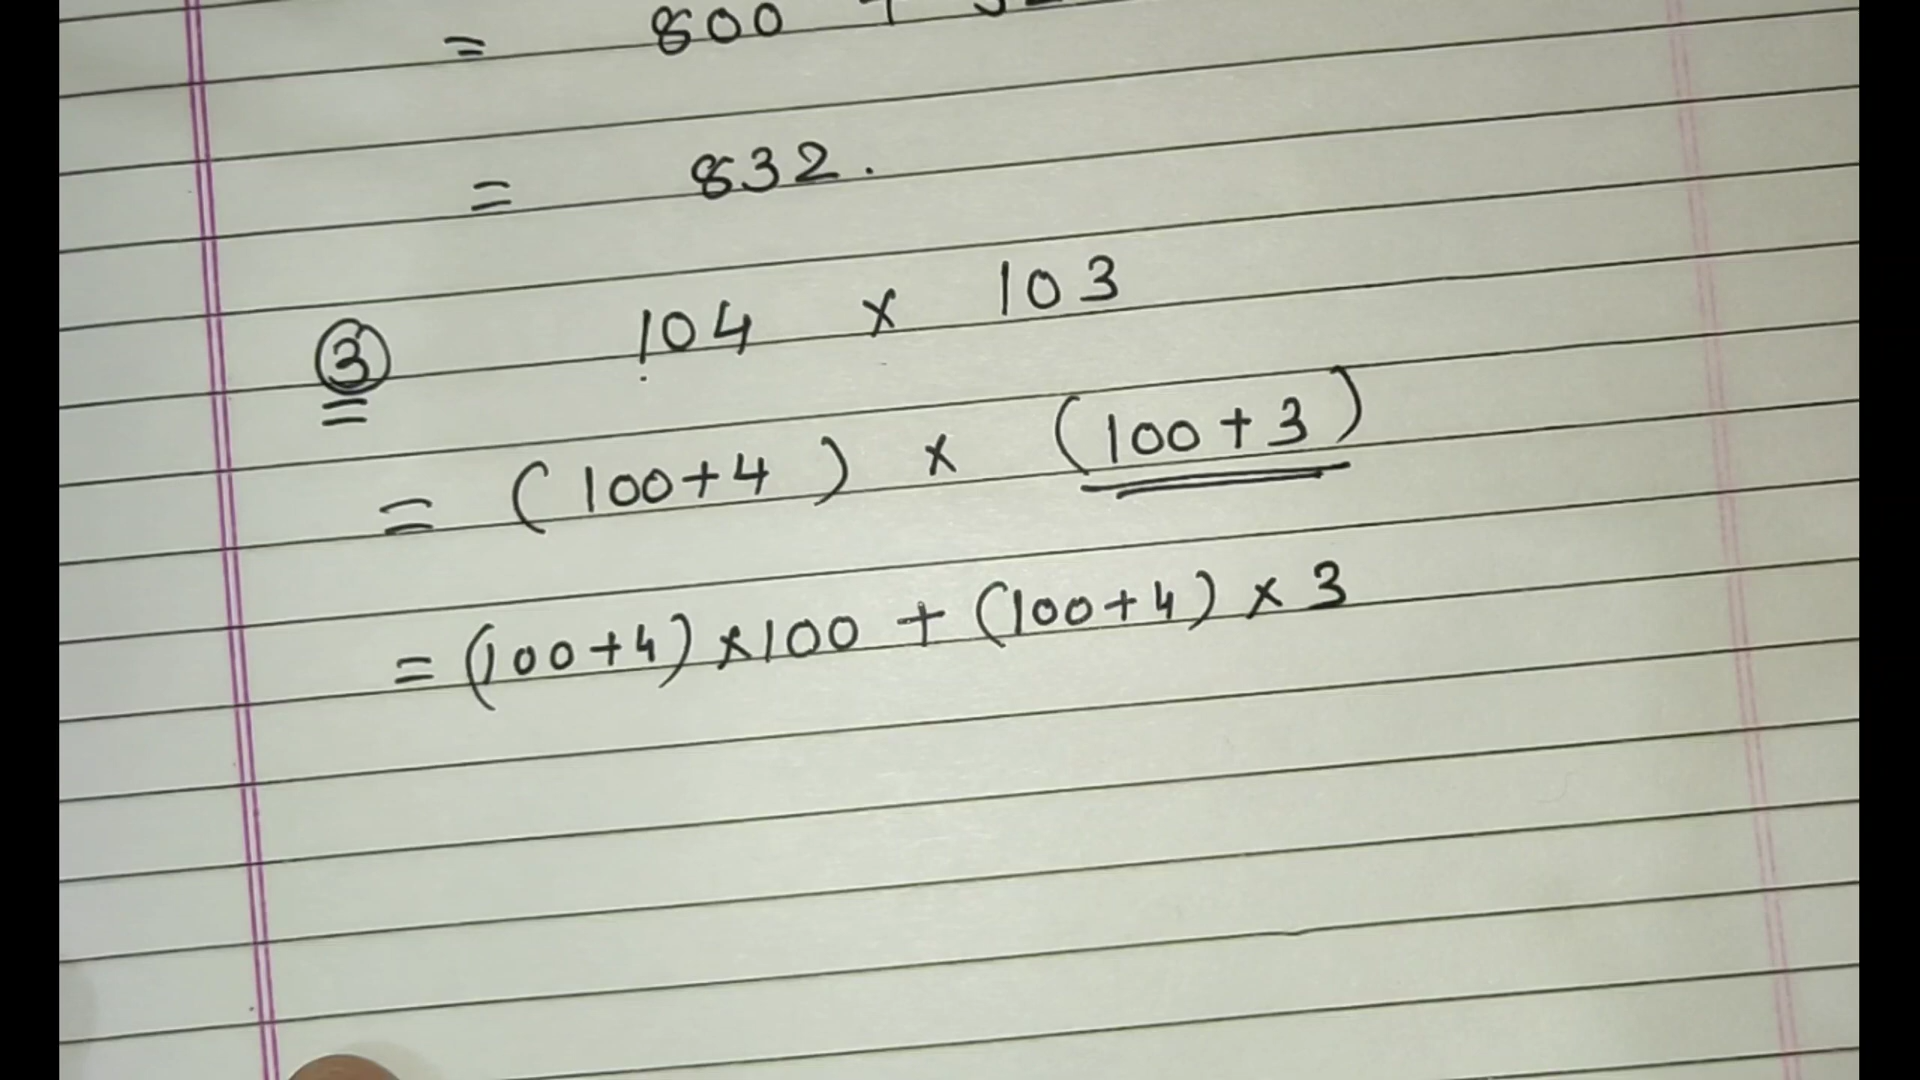 = 800 +
= 832.
③ 104 × 103
= (100+4) × (100+3)
= (100+4) ×100 + (100+4) × 3